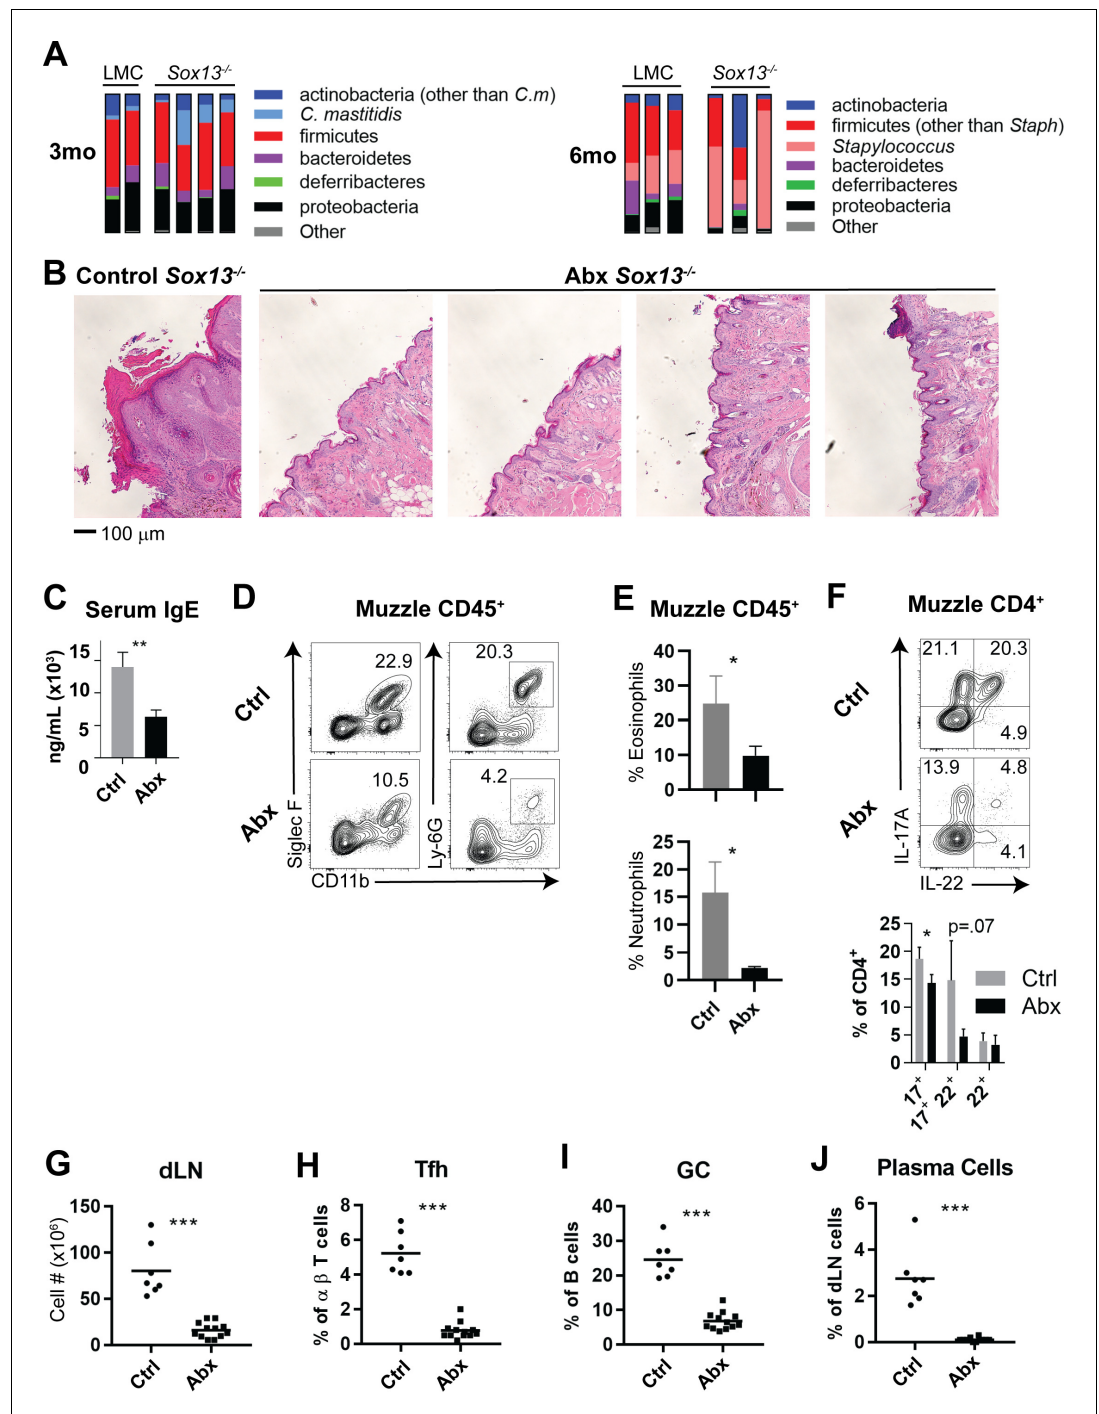 A
LMC Sox13-/-
3mo
actinobacteria (other than C.m)
C. mastitidis
firmicutes
bacteroidetes
deferribacteres
proteobacteria
Other
LMC Sox13-/-
6mo
actinobacteria
firmicutes (other than Staph)
Stapylococcus
bacteroidetes
deferribacteres
proteobacteria
Other
B Control Sox13-/- Abx Sox13-/-
100 μm
C Serum IgE
ng/mL (x10³)
15
10
5
0
**
Ctrl Abx
D Muzzle CD45+
Ctrl
22.9 20.3
Abx
10.5 4.2
Siglec F
Ly-6G
CD11b
E Muzzle CD45+
% Eosinophils
40
30
20
10
0
*
% Neutrophils
25
20
15
10
5
0
*
Ctrl Abx
F Muzzle CD4+
Ctrl
21.1 20.3
4.9
Abx
13.9 4.8
4.1
IL-17A
IL-22
% of CD4+
25
20
15
10
5
0
* p=.07
Ctrl
Abx
17+
17+ 22+
22+
G dLN
Cell # (x10⁶)
150
100
50
0
***
Ctrl Abx
H Tfh
% of α β T cells
8
6
4
2
0
***
Ctrl Abx
I GC
% of B cells
40
30
20
10
0
***
Ctrl Abx
J Plasma Cells
% of dLN cells
6
4
2
0
***
Ctrl Abx